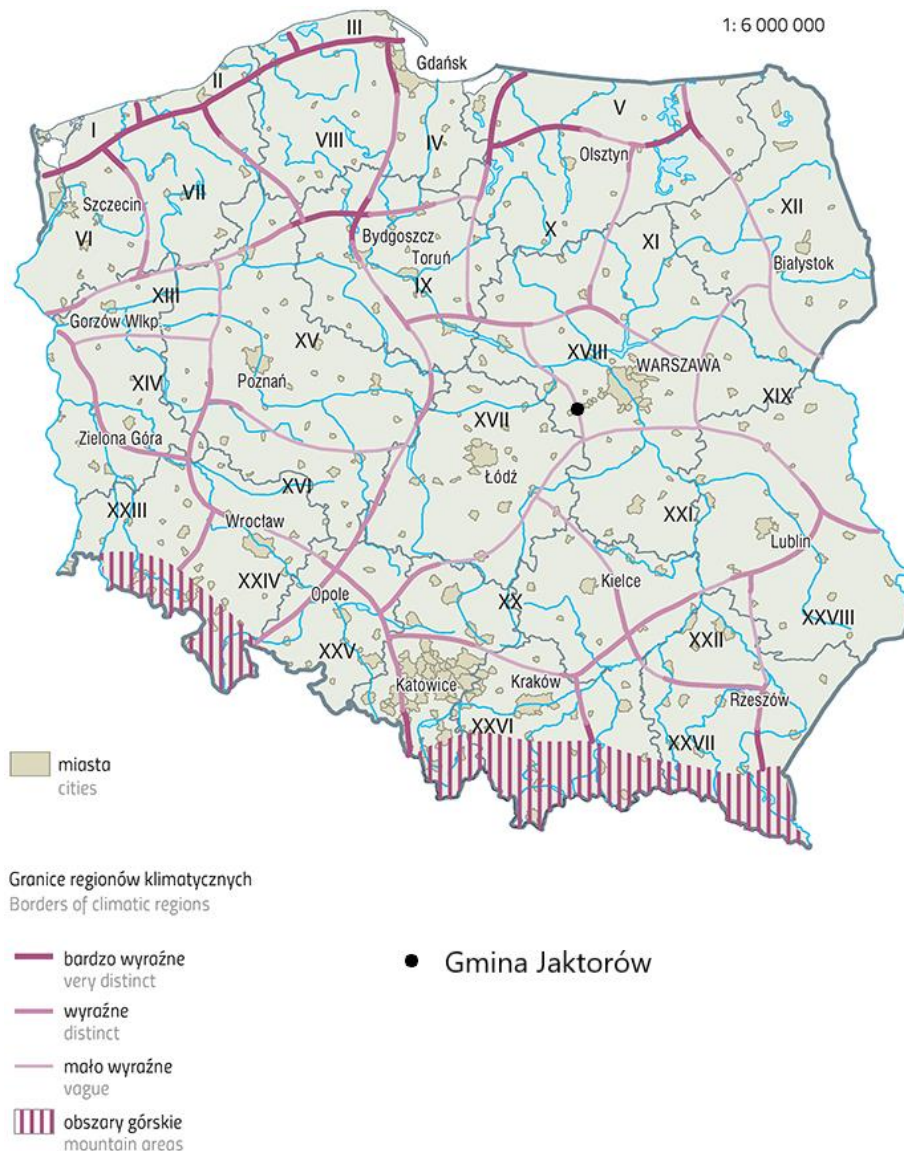 1: 6 000 000
III
Gdańsk
II
V
I
VIII
IV
Olsztyn
VII
XII
Szczecin
X
VI
XI
Bydgoszcz
Białystok
Toruń
IX
XIII
Gorzów Wlkp.
XV
XVIII
WARSZAWA
XIV
Poznań
XIX
XVII
Zielona Góra
Łódź
XVI
XXIII
XXI
Wrocław
Lublin
XXIV
Kielce
Opole
XX
XXVIII
XXII
XXV
Katowice
Kraków
Rzeszów
XXVI
XXVII
miasta
cities
Granice regionów klimatycznych
Borders of climatic regions
bardzo wyraźne
very distinct
Gmina Jaktorów
wyraźne
distinct
mało wyraźne
vague
obszary górskie
mountain areas